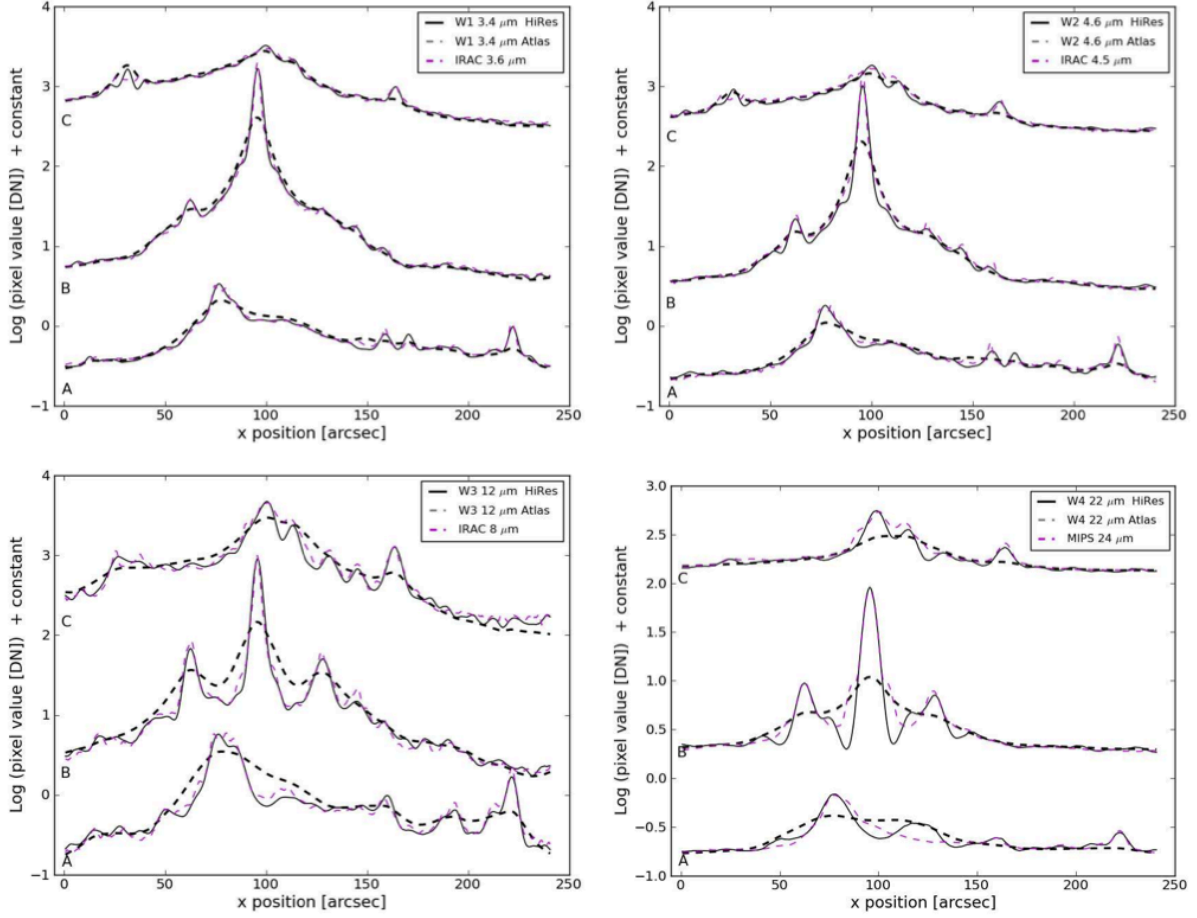 W1 3.4 μm HiRes
W1 3.4 μm Atlas
IRAC 3.6 μm
4
3
2
1
0
−1
C
B
A
0 50 100 150 200 250
x position [arcsec]
Log (pixel value [DN]) + constant
W2 4.6 μm HiRes
W2 4.6 μm Atlas
IRAC 4.5 μm
4
3
2
1
0
−1
C
B
A
0 50 100 150 200 250
x position [arcsec]
Log (pixel value [DN]) + constant
W3 12 μm HiRes
W3 12 μm Atlas
IRAC 8 μm
4
3
2
1
0
−1
C
B
A
0 50 100 150 200 250
x position [arcsec]
Log (pixel value [DN]) + constant
W4 22 μm HiRes
W4 22 μm Atlas
MIPS 24 μm
3.0
2.5
2.0
1.5
1.0
0.5
0.0
−0.5
−1.0
C
B
A
0 50 100 150 200 250
x position [arcsec]
Log (pixel value [DN]) + constant